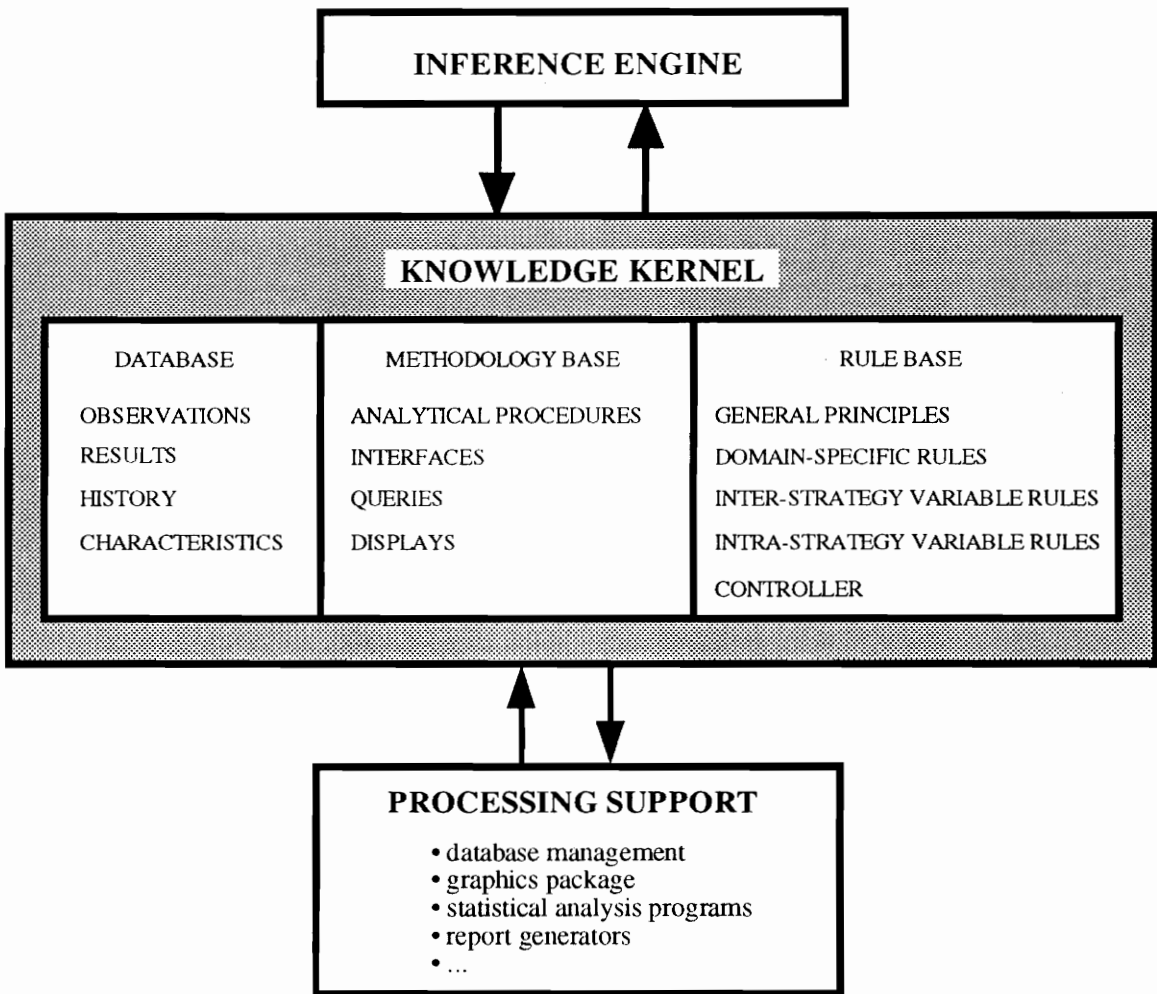 INFERENCE ENGINE
KNOWLEDGE KERNEL
DATABASE
OBSERVATIONS
RESULTS
HISTORY
CHARACTERISTICS
METHODOLOGY BASE
ANALYTICAL PROCEDURES
INTERFACES
QUERIES
DISPLAYS
RULE BASE
GENERAL PRINCIPLES
DOMAIN-SPECIFIC RULES
INTER-STRATEGY VARIABLE RULES
INTRA-STRATEGY VARIABLE RULES
CONTROLLER
PROCESSING SUPPORT
• database management
• graphics package
• statistical analysis programs
• report generators
• ...